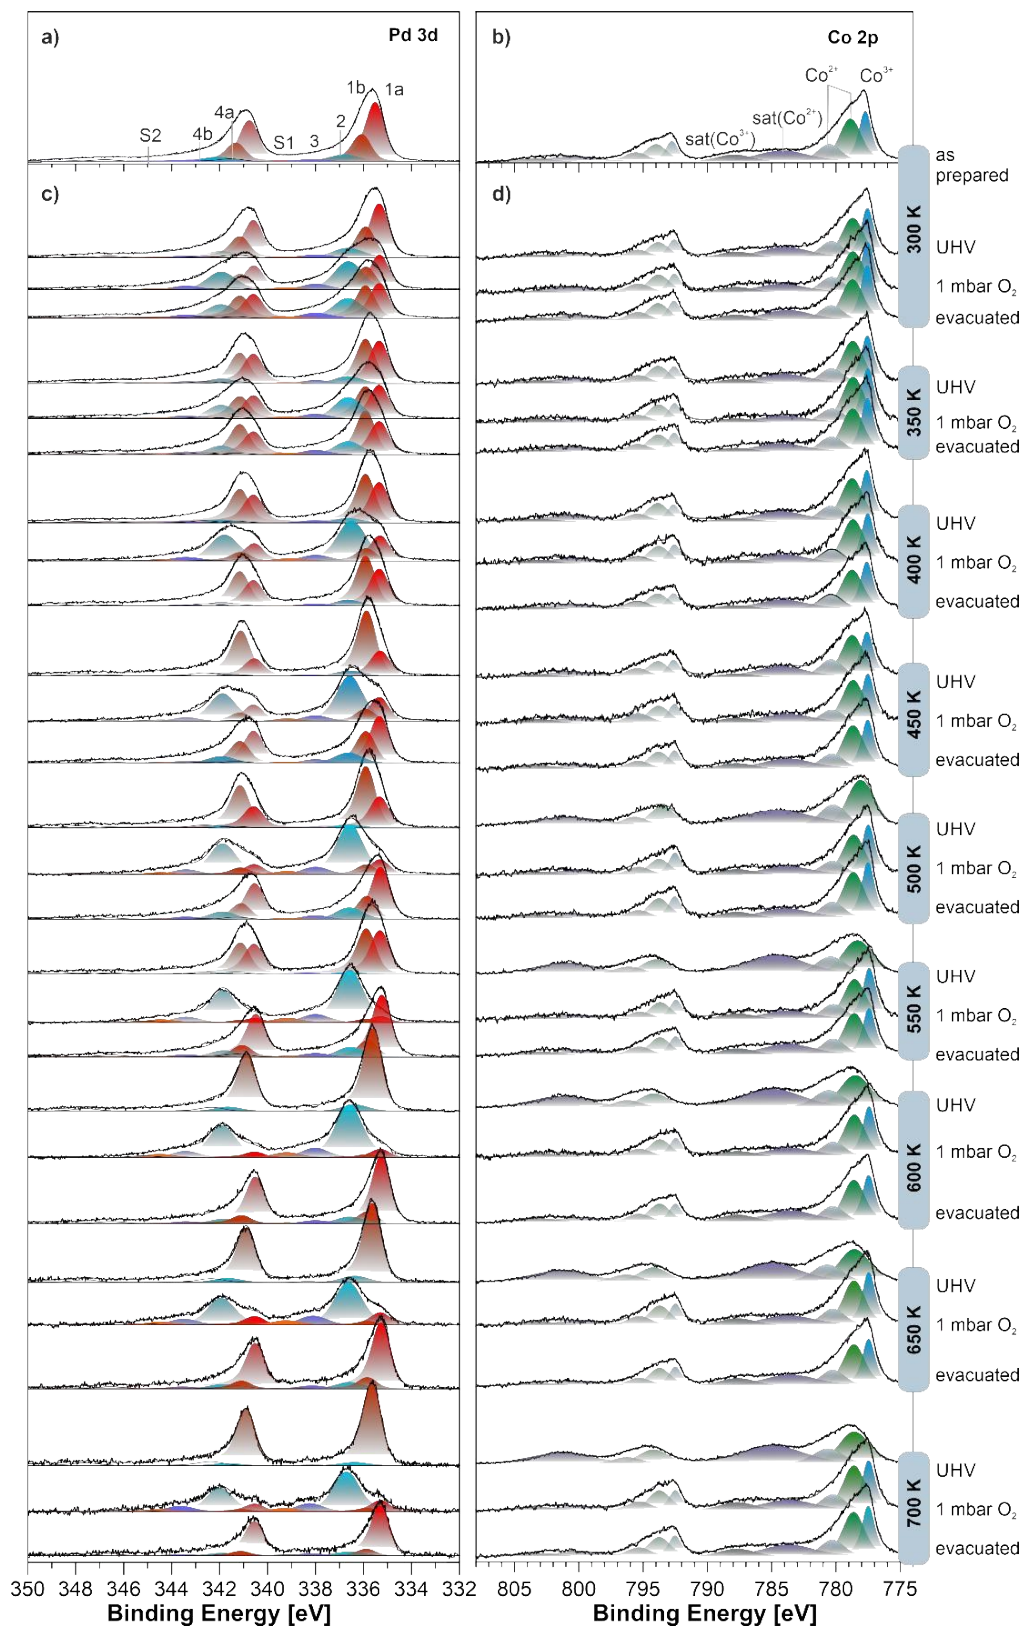 a)
Pd 3d
1b
1a
2
3
S1
4a
4b
S2
b)
Co 2p
Co²⁺
Co³⁺
sat(Co²⁺)
sat(Co³⁺)
as
prepared
c)
d)
300 K
UHV
1 mbar O₂
evacuated
350 K
UHV
1 mbar O₂
evacuated
400 K
UHV
1 mbar O₂
evacuated
450 K
UHV
1 mbar O₂
evacuated
500 K
UHV
1 mbar O₂
evacuated
550 K
UHV
1 mbar O₂
evacuated
600 K
UHV
1 mbar O₂
evacuated
650 K
UHV
1 mbar O₂
evacuated
700 K
UHV
1 mbar O₂
evacuated
350 346 342 340 338 336 334 332
344
805 800 795 790 785 780 775
Binding Energy [eV]
Binding Energy [eV]